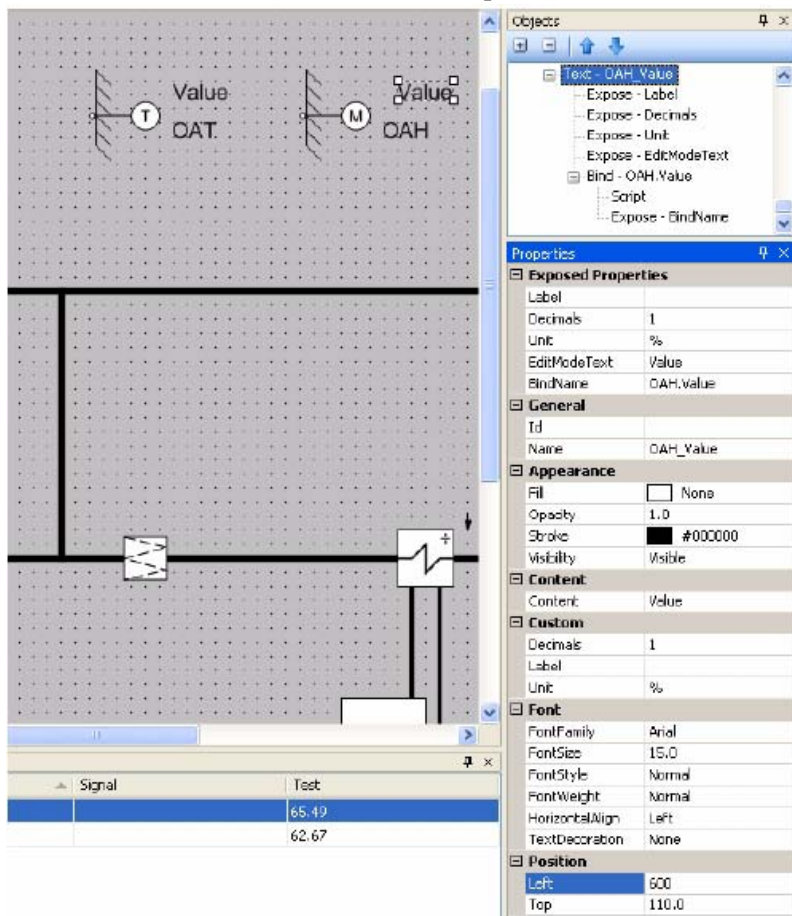 Value
Value
T
M
OAT
OAH
Signal
Test
65.49
62.67
Objects
Text - OAH_Value
Expose - Label
Expose - Decimals
Expose - Unit
Expose - EditModeText
Bind - OAH.Value
Script
Expose - BindName
Properties
Exposed Properties
Label
Decimals 1
Unit %
EditModeText Value
BindName OAH.Value
General
Id
Name OAH_Value
Appearance
Fill None
Opacity 1.0
Stroke #000000
Visibility Visible
Content
Content Value
Custom
Decimals 1
Label
Unit %
Font
FontFamily Arial
FontSize 15.0
FontStyle Normal
FontWeight Normal
HorizontalAlign Left
TextDecoration None
Position
Left 600
Top 110.0